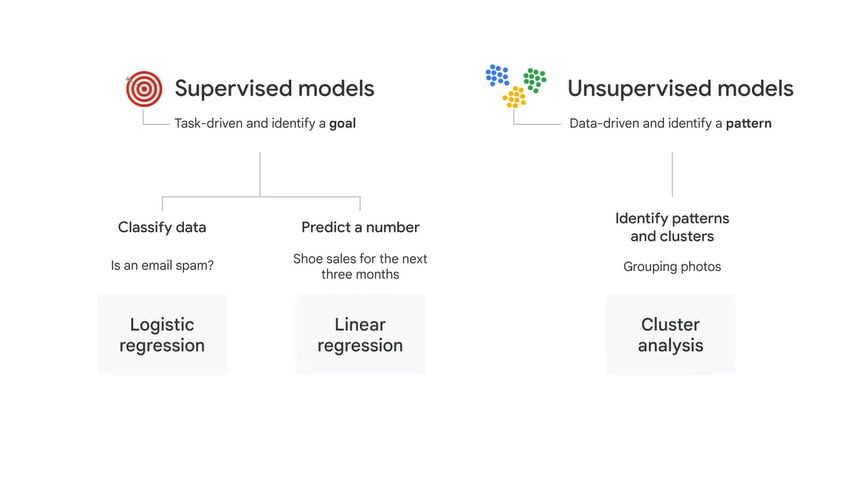 Supervised models
Task-driven and identify a goal
Classify data
Is an email spam?
Logistic
regression
Predict a number
Shoe sales for the next
three months
Linear
regression
Unsupervised models
Data-driven and identify a pattern
Identify patterns
and clusters
Grouping photos
Cluster
analysis